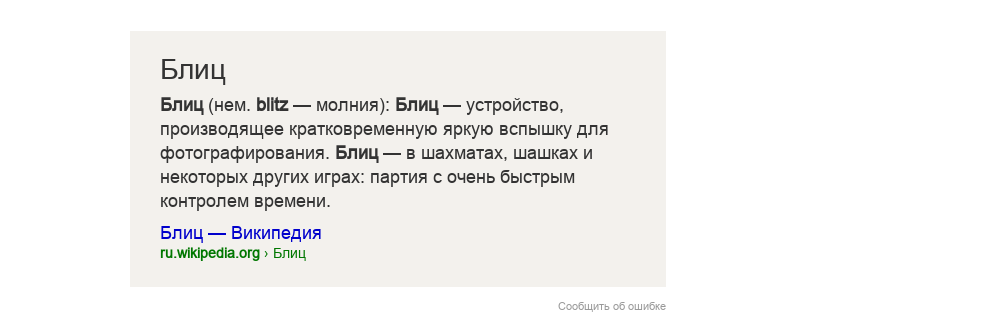 Блиц
Блиц (нем. blitz — молния): Блиц — устройство,
производящее кратковременную яркую вспышку для
фотографирования. Блиц — в шахматах, шашках и
некоторых других играх: партия с очень быстрым
контролем времени.
Блиц — Википедия
ru.wikipedia.org › Блиц
Сообщить об ошибке